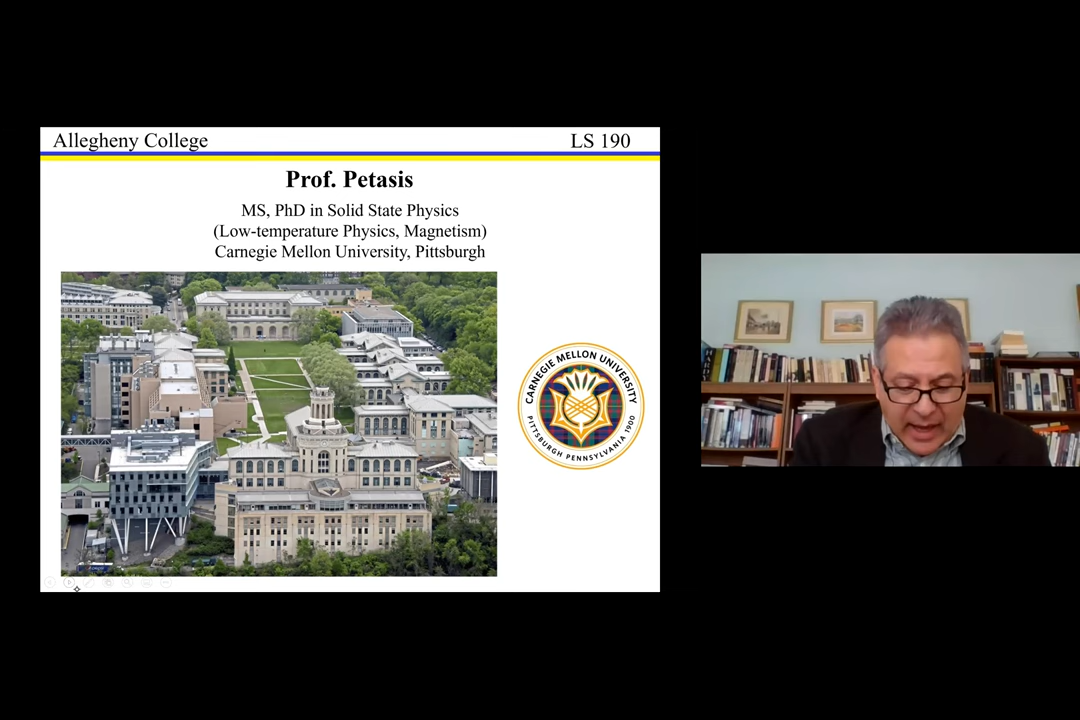 Allegheny College
LS 190
Prof. Petasis
MS, PhD in Solid State Physics
(Low-temperature Physics, Magnetism)
Carnegie Mellon University, Pittsburgh
CARNEGIE MELLON UNIVERSITY
PITTSBURGH PENNSYLVANIA 1900